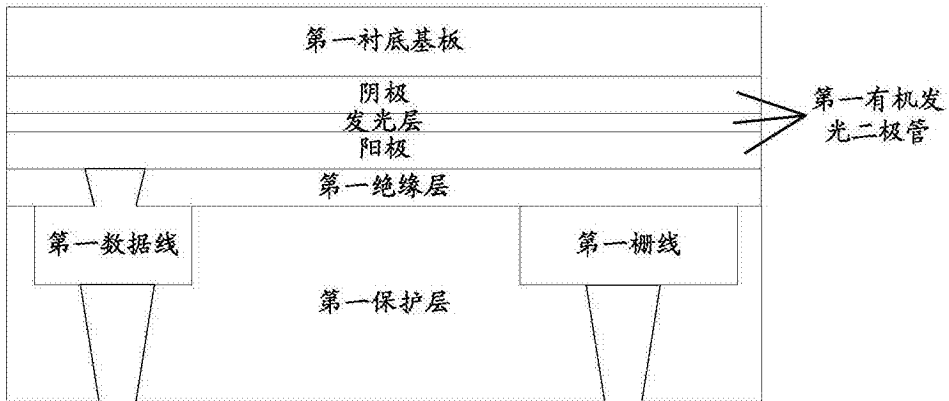 第一衬底基板
阴极
发光层
阳极
第一有机发
光二极管
第一绝缘层
第一数据线
第一栅线
第一保护层